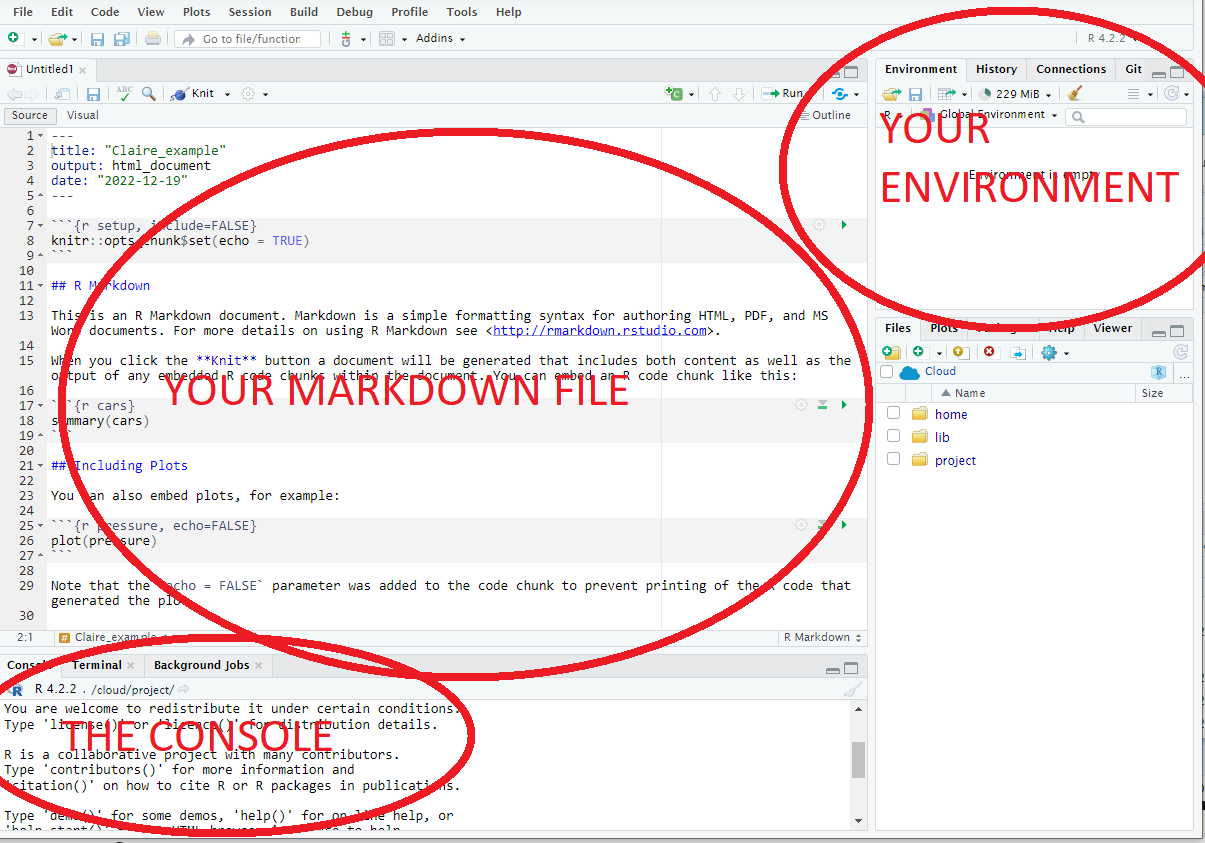 File Edit Code View Plots Session Build Debug Profile Tools Help
Go to file/function Addins R 4.2.2
Untitled1
ABC Knit Run
Source Visual Outline
1 ---
2 title: "Claire_example"
3 output: html_document
4 date: "2022-12-19"
5 ---
6
7 ```{r setup, include=FALSE}
8 knitr::opts_chunk$set(echo = TRUE)
9 ```
10
11 ## R Markdown
12
13 This is an R Markdown document. Markdown is a simple formatting syntax for authoring HTML, PDF, and MS
Word documents. For more details on using R Markdown see <http://rmarkdown.rstudio.com>.
14
15 When you click the **Knit** button a document will be generated that includes both content as well as the
output of any embedded R code chunks within the document. You can embed an R code chunk like this:
YOUR MARKDOWN FILE
16
17 ```{r cars}
18 summary(cars)
19 ```
20
21 ## Including Plots
22
23 You can also embed plots, for example:
24
25 ```{r pressure, echo=FALSE}
26 plot(pressure)
27 ```
28
29 Note that the `echo = FALSE` parameter was added to the code chunk to prevent printing of the R code that
generated the plot
30
2:1 # Claire_example R Markdown
Console Terminal Background Jobs
R 4.2.2 . /cloud/project/
You are welcome to redistribute it under certain conditions.
Type 'license()' or 'licence()' for distribution details.
THE CONSOLE
R is a collaborative project with many contributors.
Type 'contributors()' for more information and
'citation()' on how to cite R or R packages in publications.
Type 'demo()' for some demos, 'help()' for on-line help, or
Environment History Connections Git
229 MiB
R Global Environment
YOUR
ENVIRONMENT
Environment is empty
Files Plots Packages Help Viewer
Cloud R ...
Name Size
home
lib
project